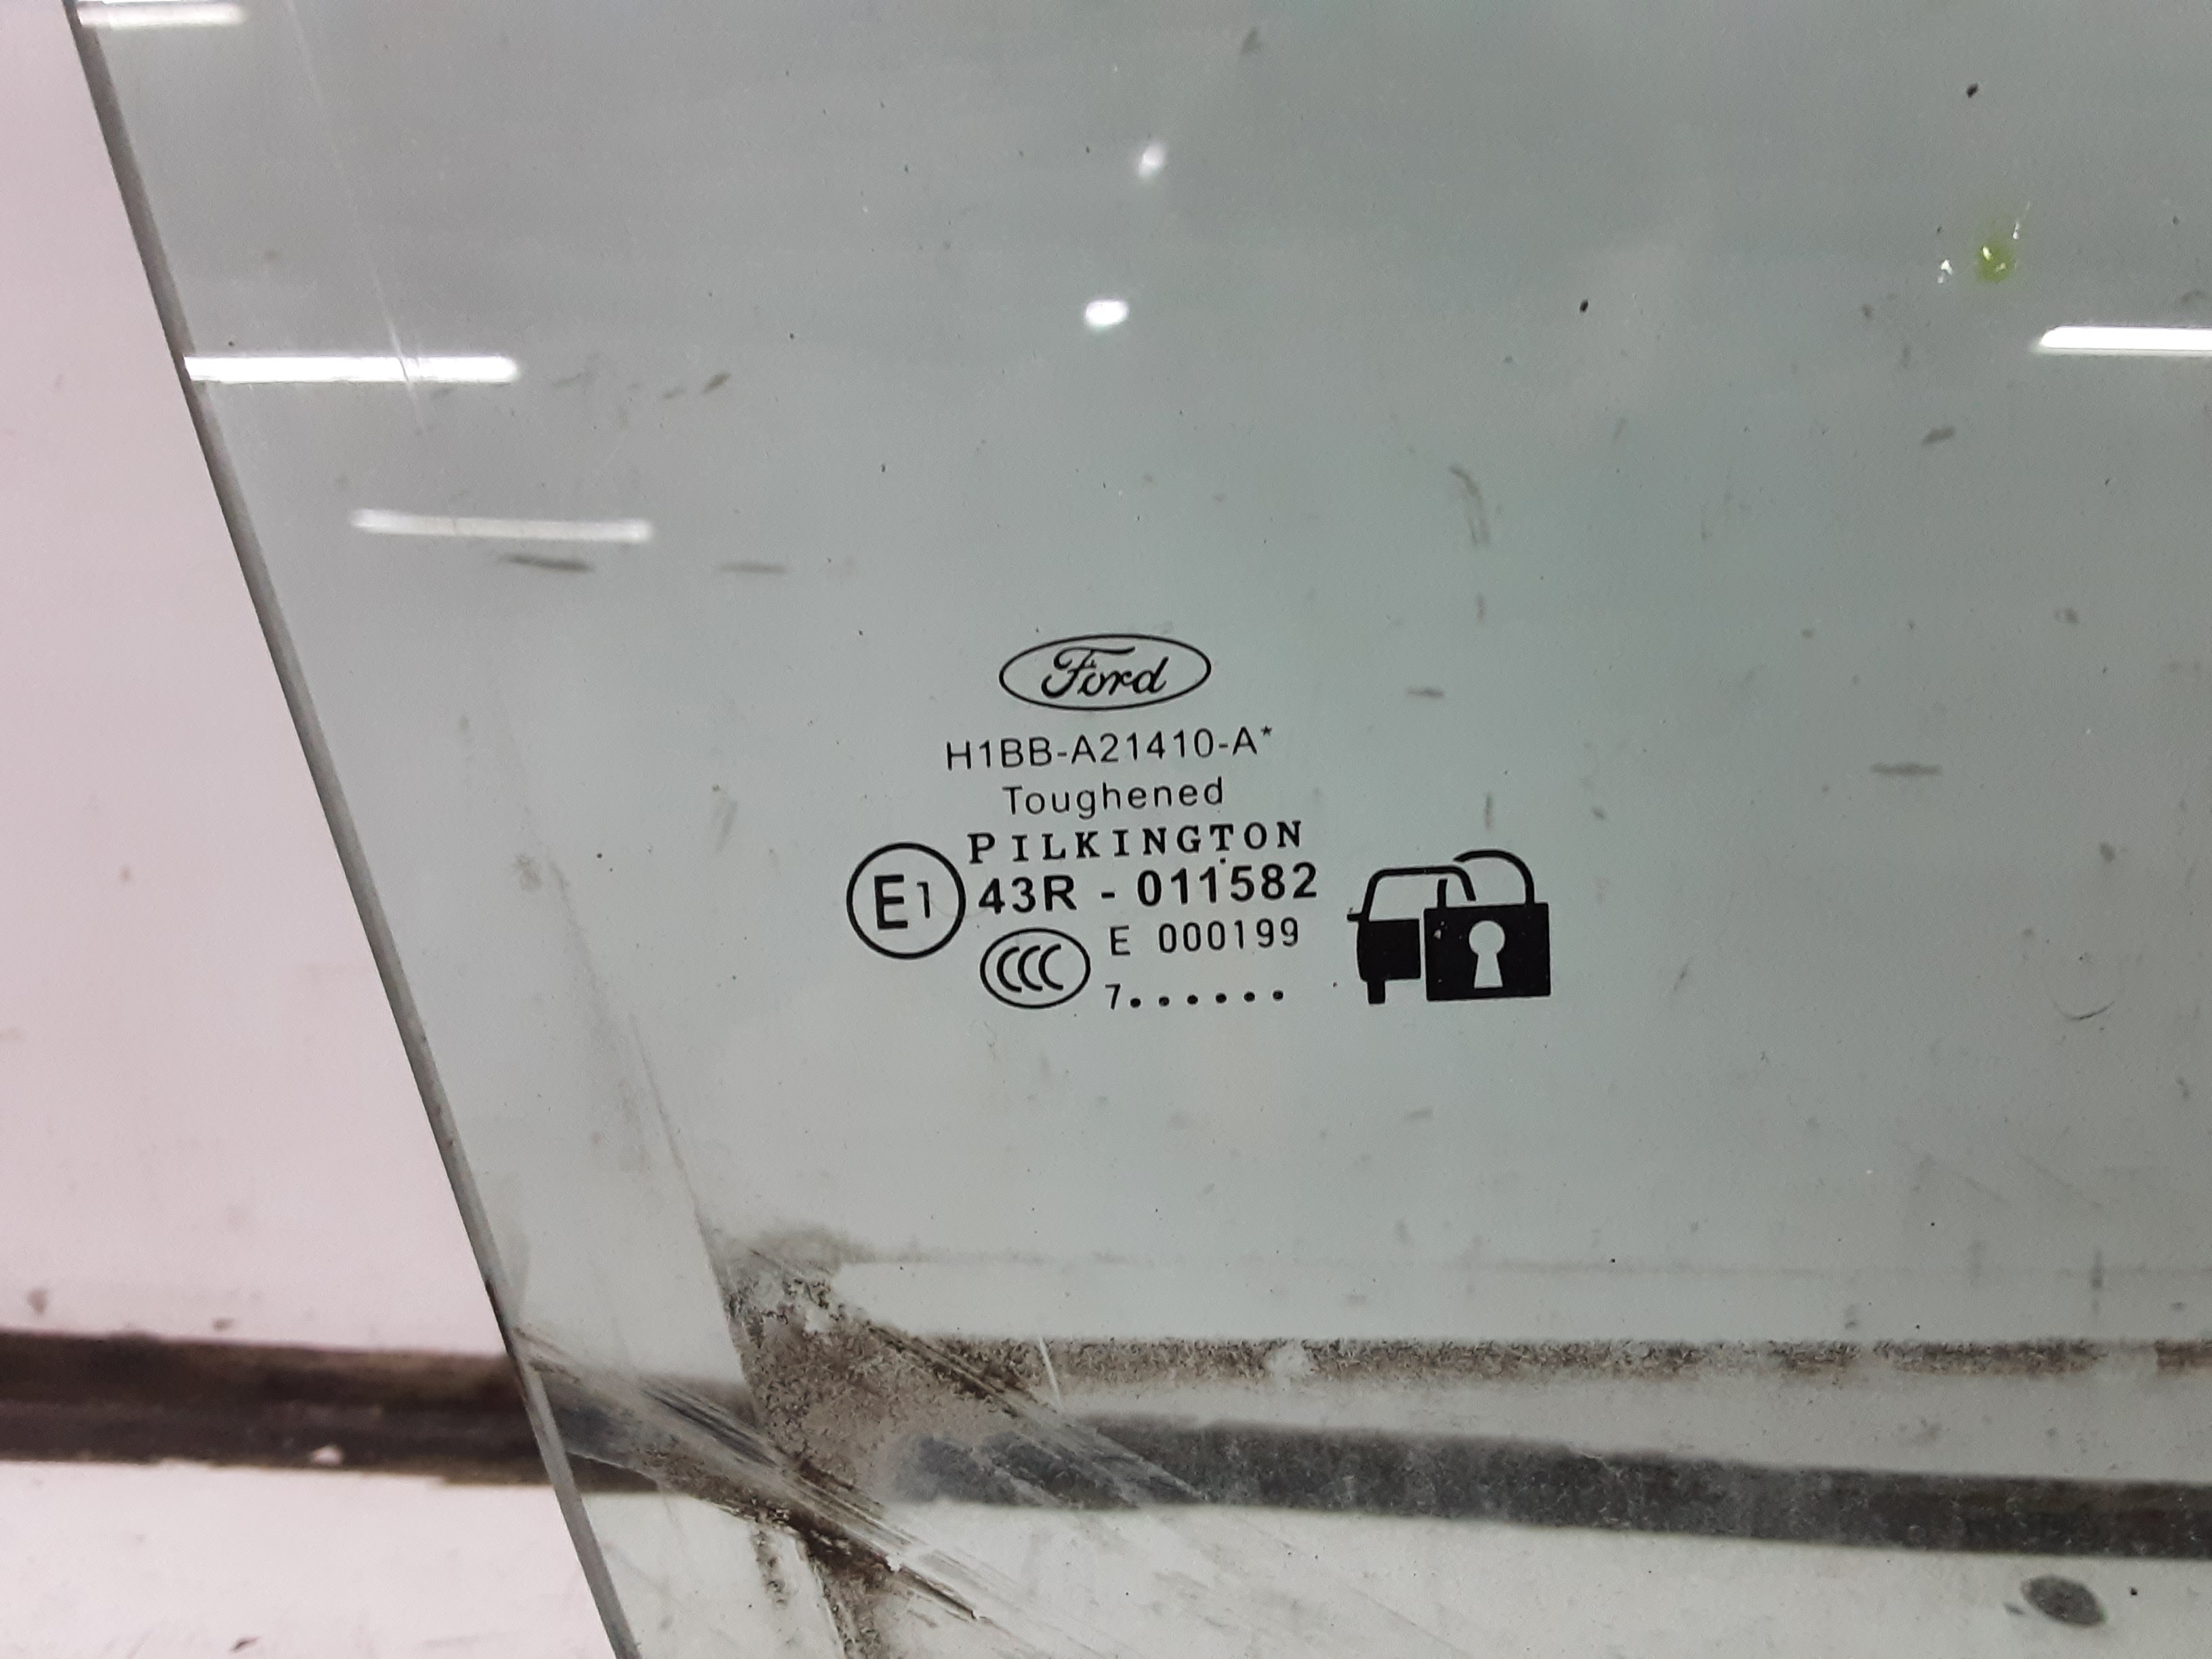 Ford
H1BB-A21410-A*
Toughened
PILKINGTON
E1 43R - 011582
CCC E 000199
7......